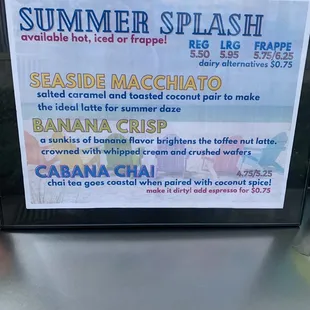 SUMMER SPLASH
available hot, iced or frappe!
REG LRG FRAPPE
5.50 5.95 5.75/6.25
dairy alternatives $0.75
SEASIDE MACCHIATO
salted caramel and toasted coconut pair to make
the ideal latte for summer daze
BANANA CRISP
a sunkiss of banana flavor brightens the toffee nut latte.
crowned with whipped cream and crushed wafers
CABANA CHAI
4.75/5.25
chai tea goes coastal when paired with coconut spice!
make it dirty! add espresso for $0.75